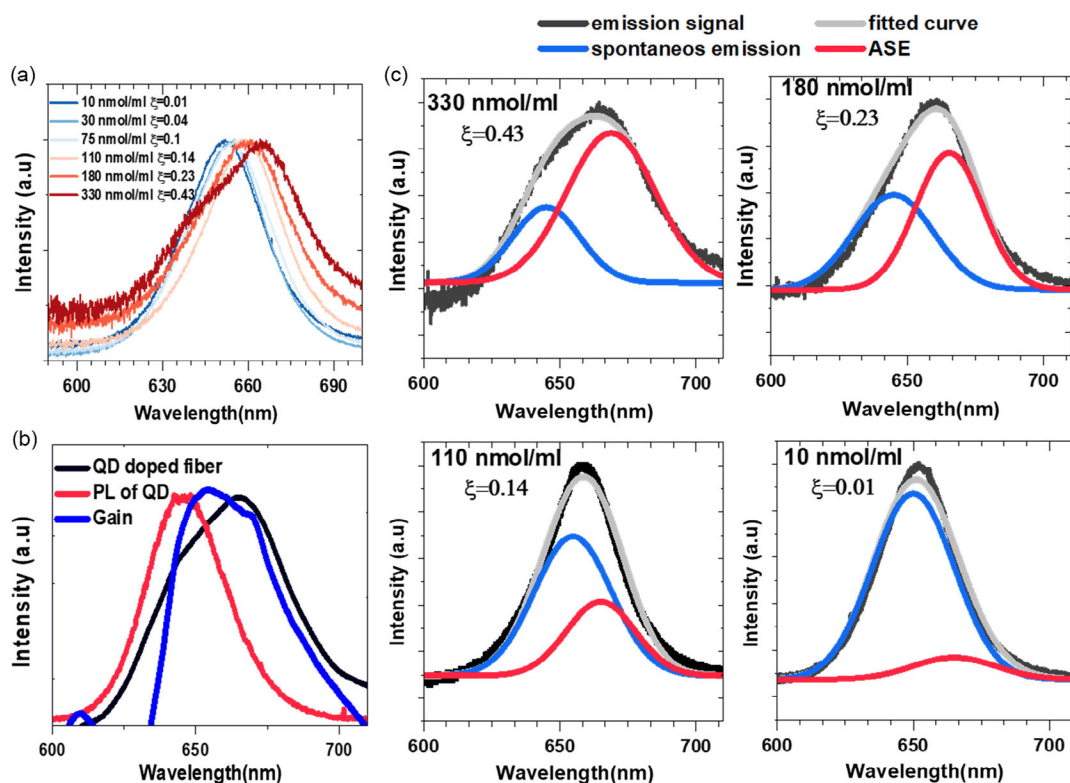 emission signal
fitted curve
spontaneos emission
ASE
(a)
10 nmol/ml ξ=0.01
30 nmol/ml ξ=0.04
75 nmol/ml ξ=0.1
110 nmol/ml ξ=0.14
180 nmol/ml ξ=0.23
330 nmol/ml ξ=0.43
Intensity (a.u)
600 630 660 690
Wavelength(nm)
(b)
QD doped fiber
PL of QD
Gain
Intensity (a.u)
600 650 700
Wavelength(nm)
(c)
330 nmol/ml
ξ=0.43
Intensity (a.u)
600 650 700
Wavelength(nm)
180 nmol/ml
ξ=0.23
Intensity (a.u)
600 650 700
Wavelength(nm)
110 nmol/ml
ξ=0.14
Intensity (a.u)
600 650 700
Wavelength(nm)
10 nmol/ml
ξ=0.01
Intensity (a.u)
600 650 700
Wavelength(nm)